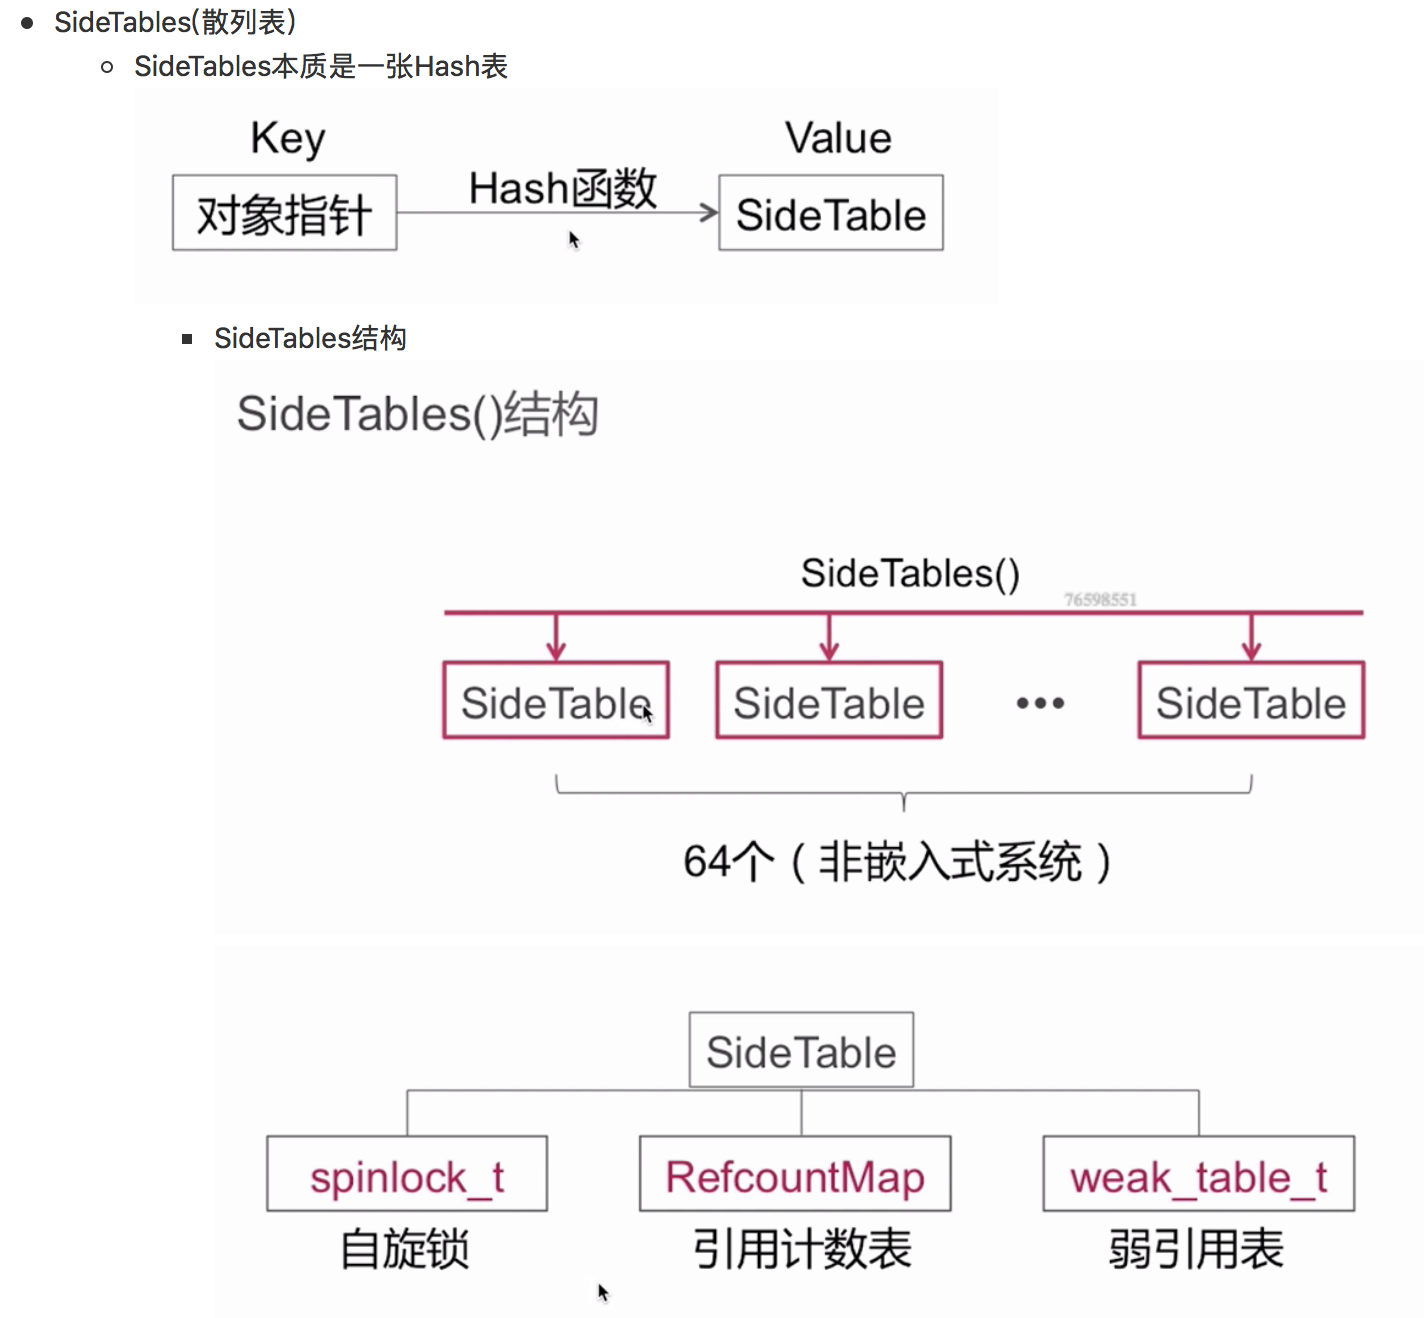 SideTables(散列表)
SideTables本质是一张Hash表
Key
Value
对象指针
Hash函数
SideTable
SideTables结构
SideTables()结构
SideTables()
76598551
SideTable
SideTable
•••
SideTable
64个（非嵌入式系统）
SideTable
spinlock_t
RefcountMap
weak_table_t
自旋锁
引用计数表
弱引用表